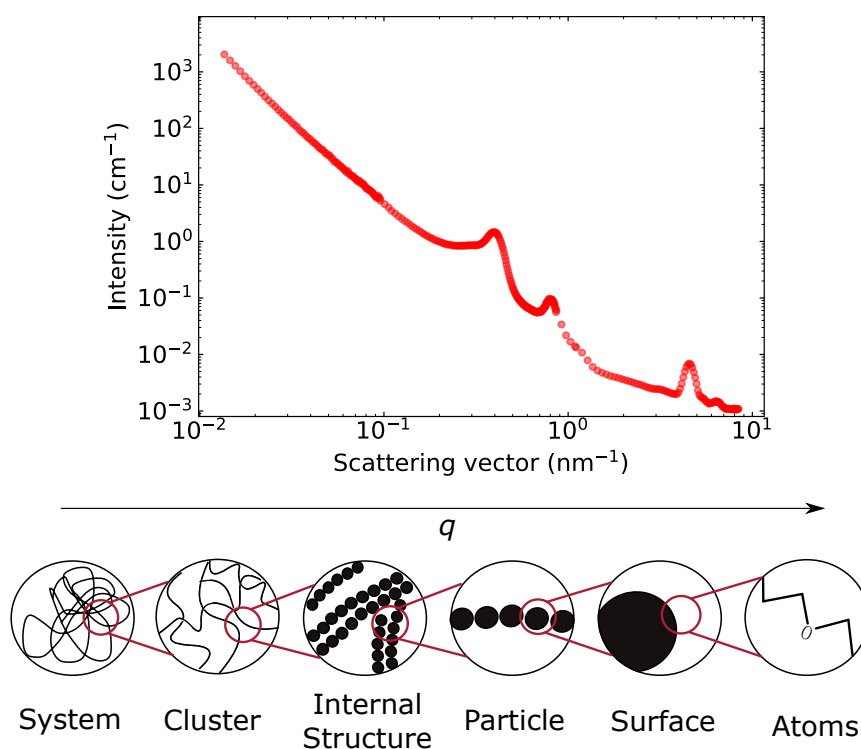 Intensity (cm⁻¹)
10³
10²
10¹
10⁰
10⁻¹
10⁻²
10⁻³
10⁻²
10⁻¹
10⁰
10¹
Scattering vector (nm⁻¹)
q
O
System
Cluster
Internal
Structure
Particle
Surface
Atoms